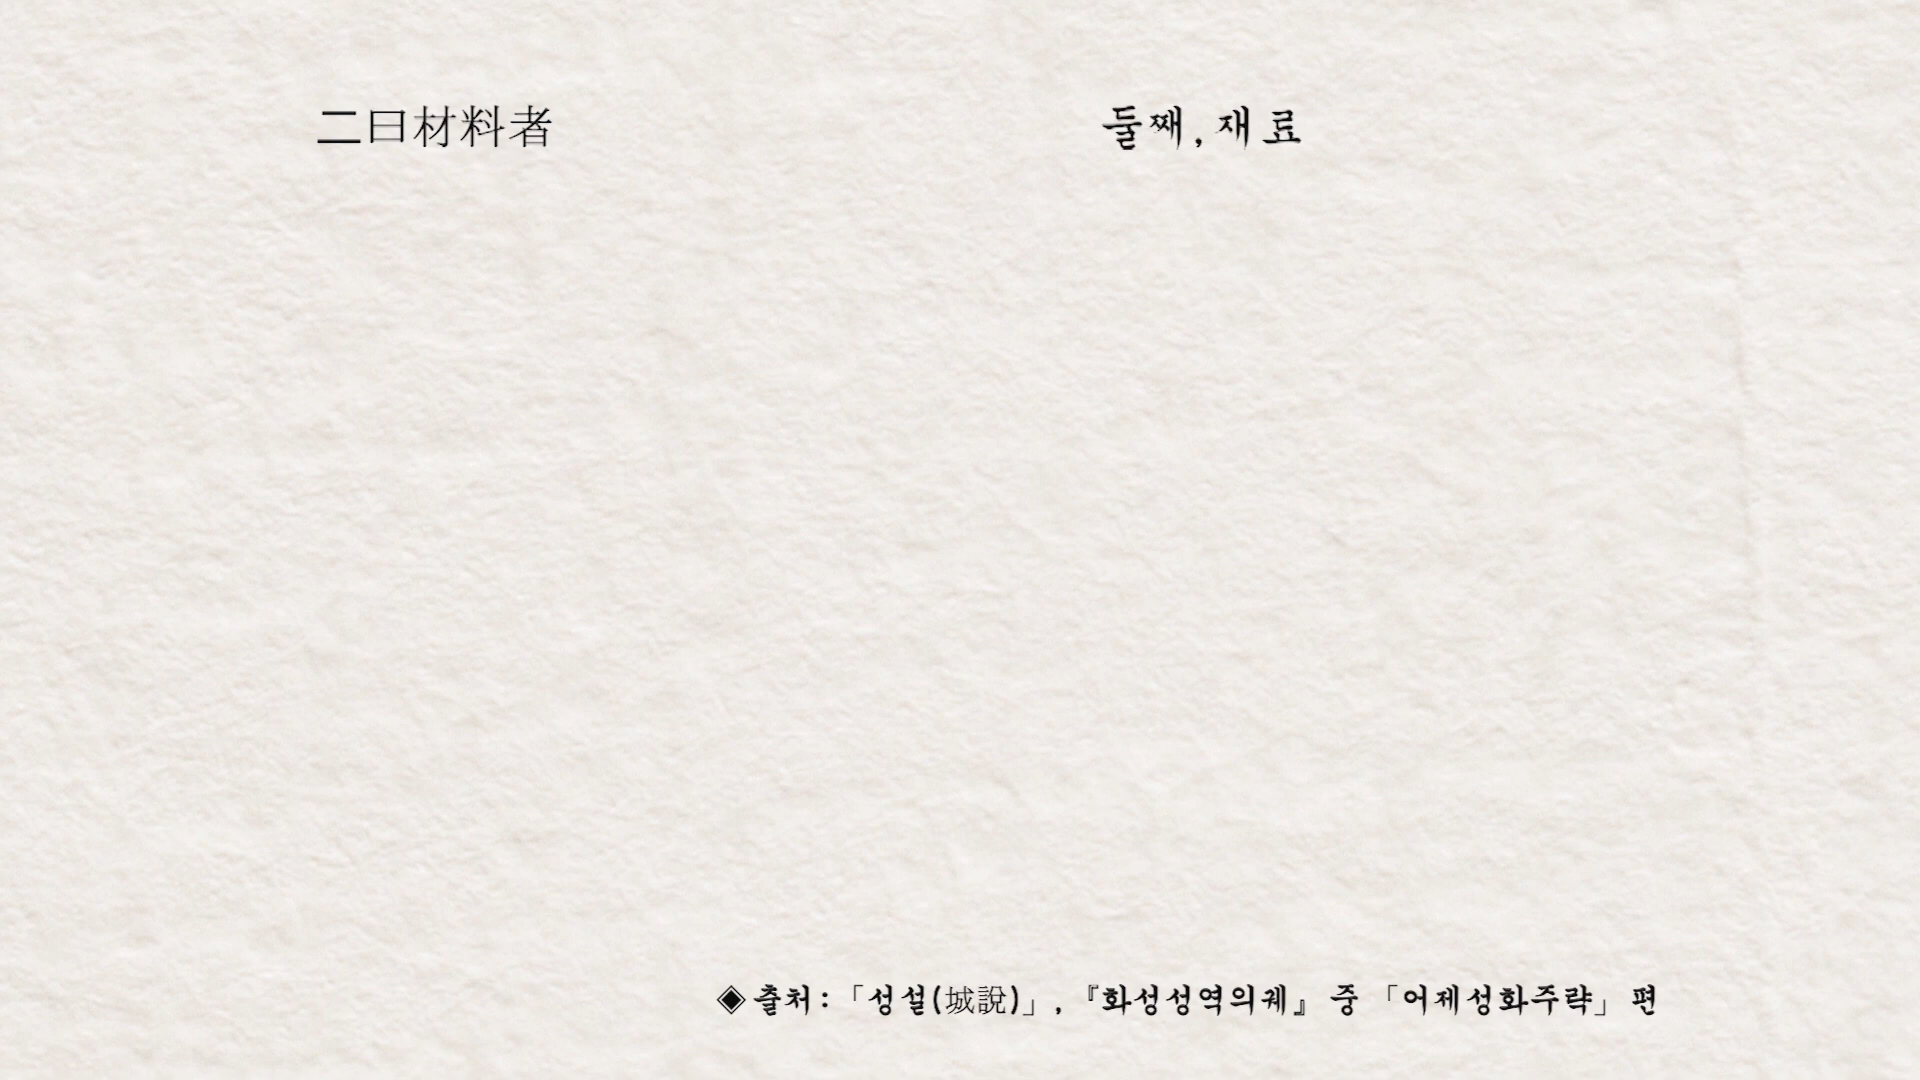 二曰材料者
둘째, 재료
◈ 출처 : 「성설(城說)」, 『화성성역의궤』 중 「어제성화주략」 편